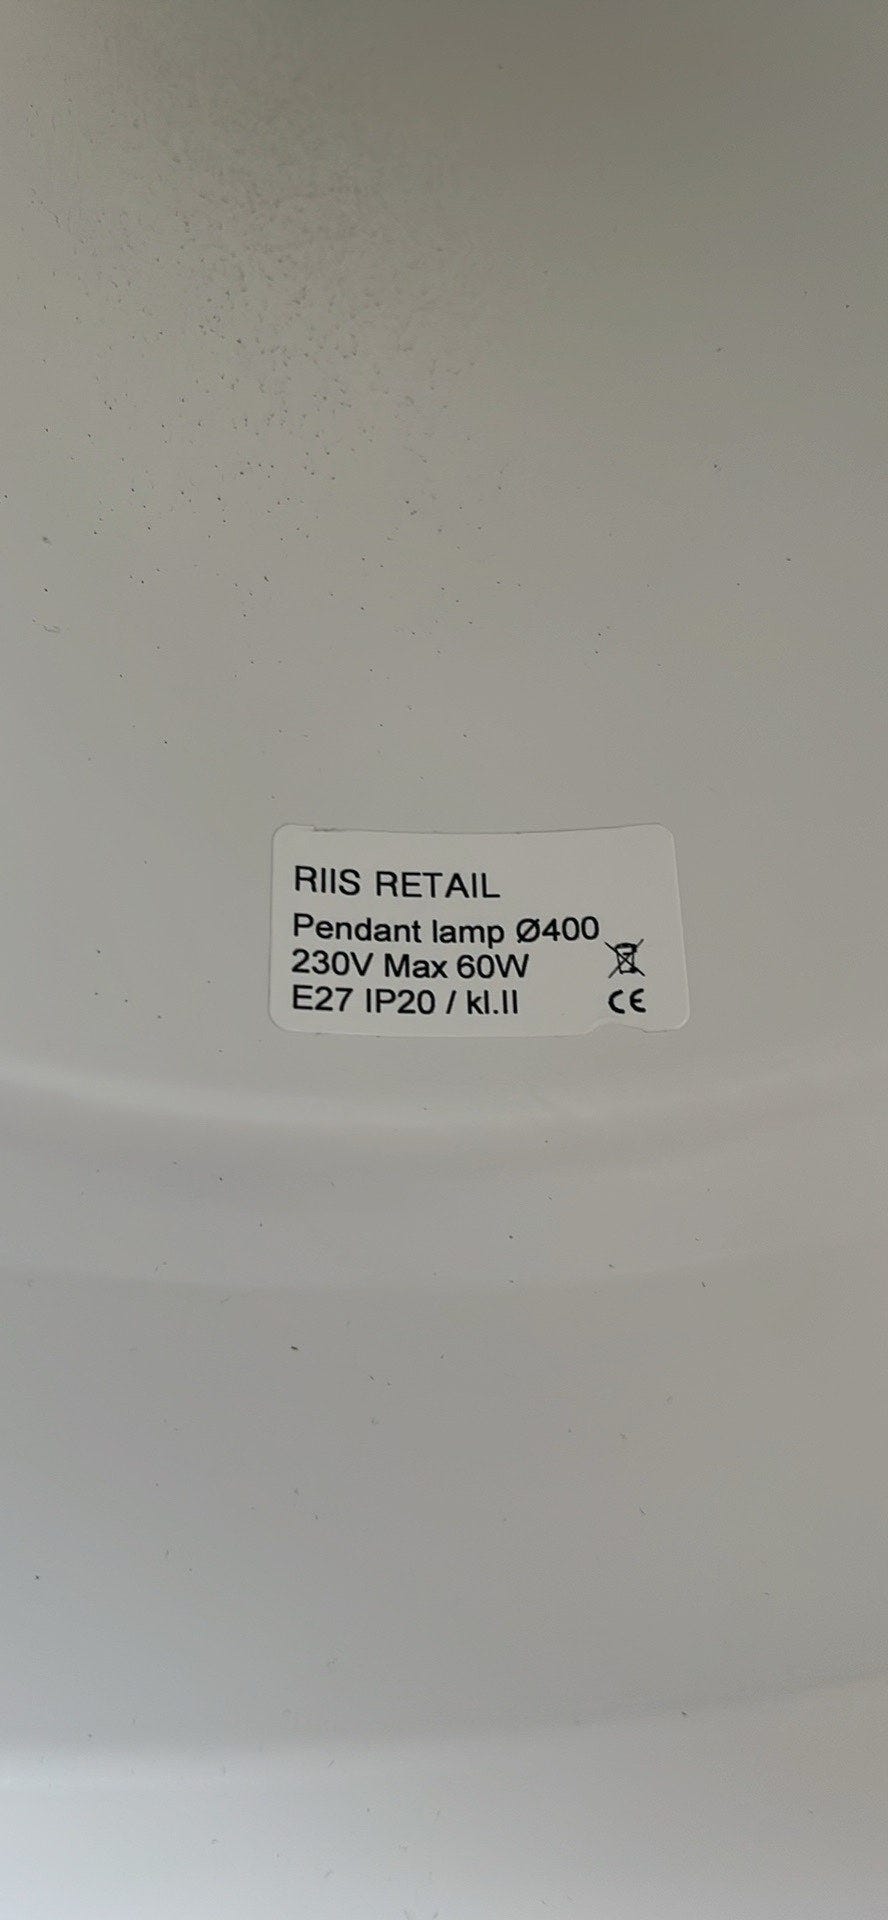 RIIS RETAIL
Pendant lamp Ø400
230V Max 60W
E27 IP20 / kl.II
CE